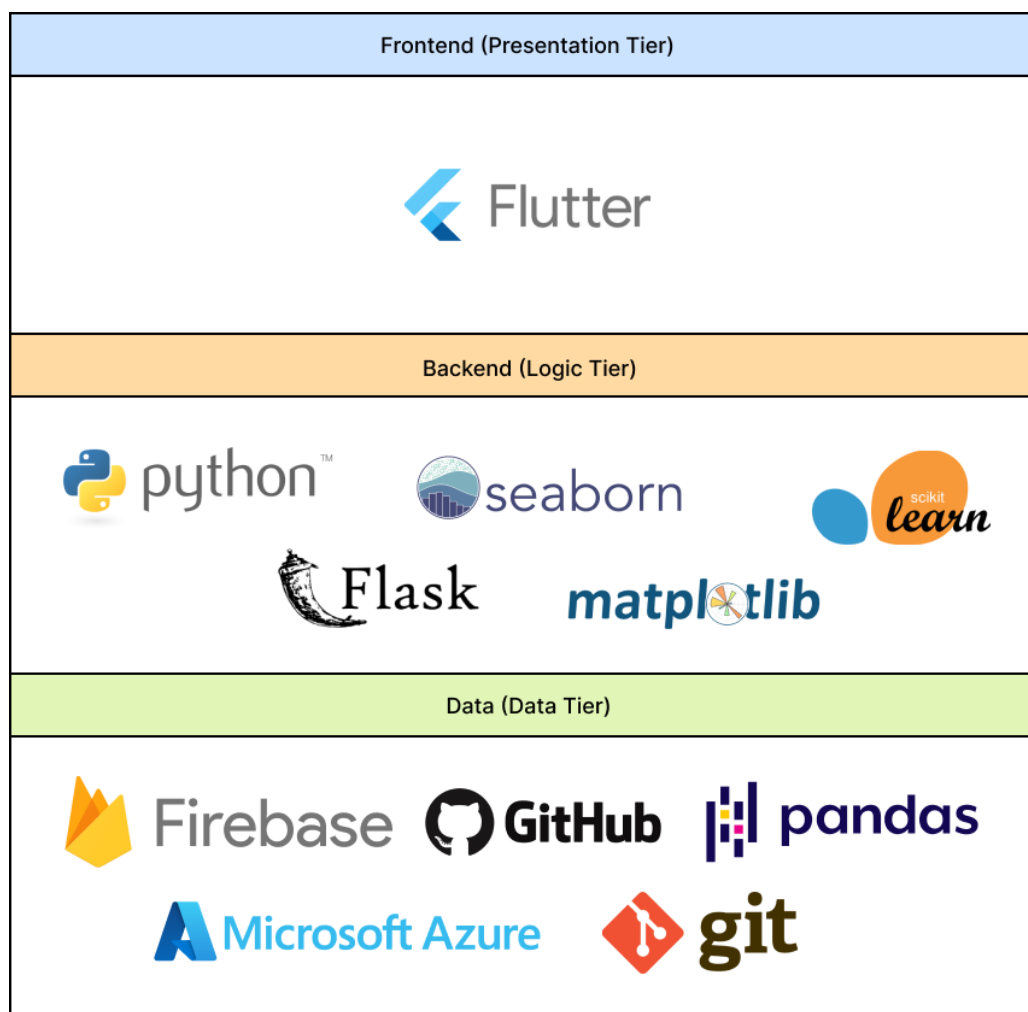 Frontend (Presentation Tier)
Flutter
Backend (Logic Tier)
python™
seaborn
scikit
learn
Flask
matplotlib
Data (Data Tier)
Firebase
GitHub
pandas
Microsoft Azure
git